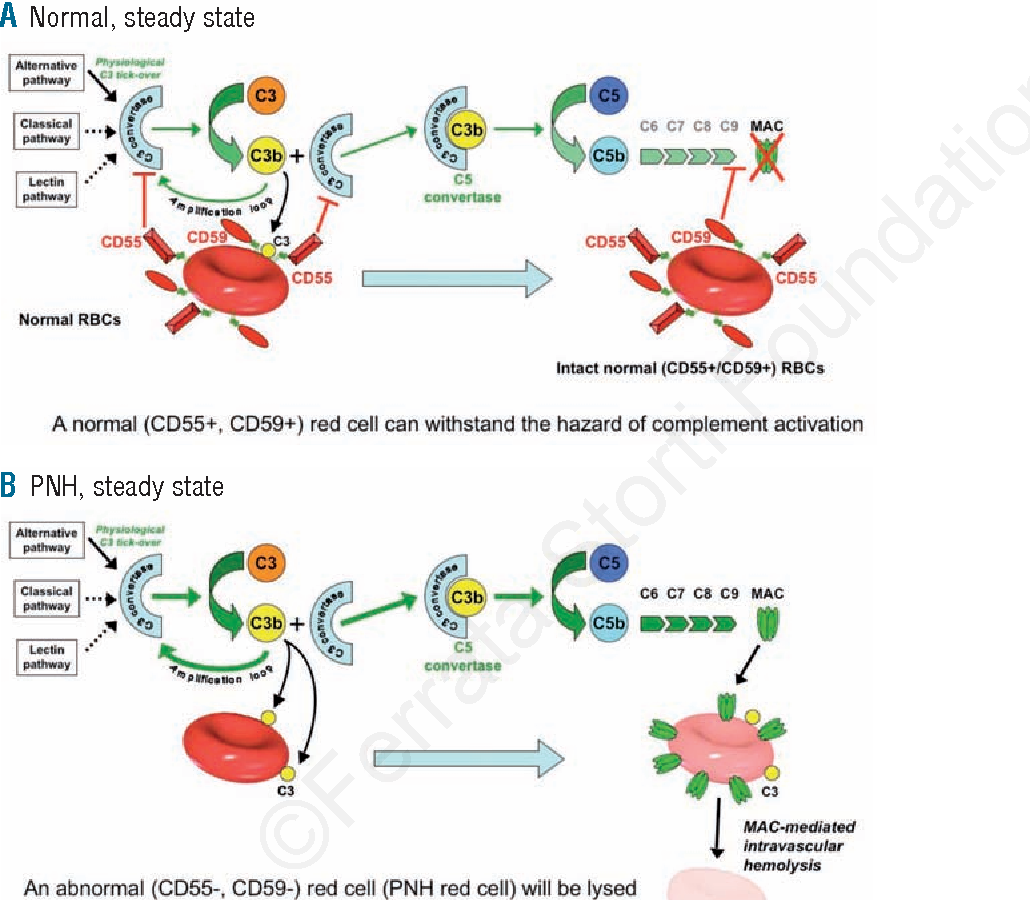 A Normal, steady state
Alternative
pathway
Physiological
C3 tick-over
Classical
pathway
Lectin
pathway
C3 convertase
C3
C3b
+
C3 convertase
Amplification loop
C3 convertase
C3b
C5
convertase
C5
C5b
C6 C7 C8 C9 MAC
CD55
CD59
C3
CD55
Normal RBCs
CD55
CD59
CD55
Intact normal (CD55+/CD59+) RBCs
A normal (CD55+, CD59+) red cell can withstand the hazard of complement activation
B PNH, steady state
Alternative
pathway
Physiological
C3 tick-over
Classical
pathway
Lectin
pathway
C3 convertase
C3
C3b
+
C3 convertase
Amplification loop
C3 convertase
C3b
C5
convertase
C5
C5b
C6 C7 C8 C9 MAC
C3
C3
MAC-mediated
intravascular
hemolysis
An abnormal (CD55-, CD59-) red cell (PNH red cell) will be lysed
©Ferrata Storti Foundation